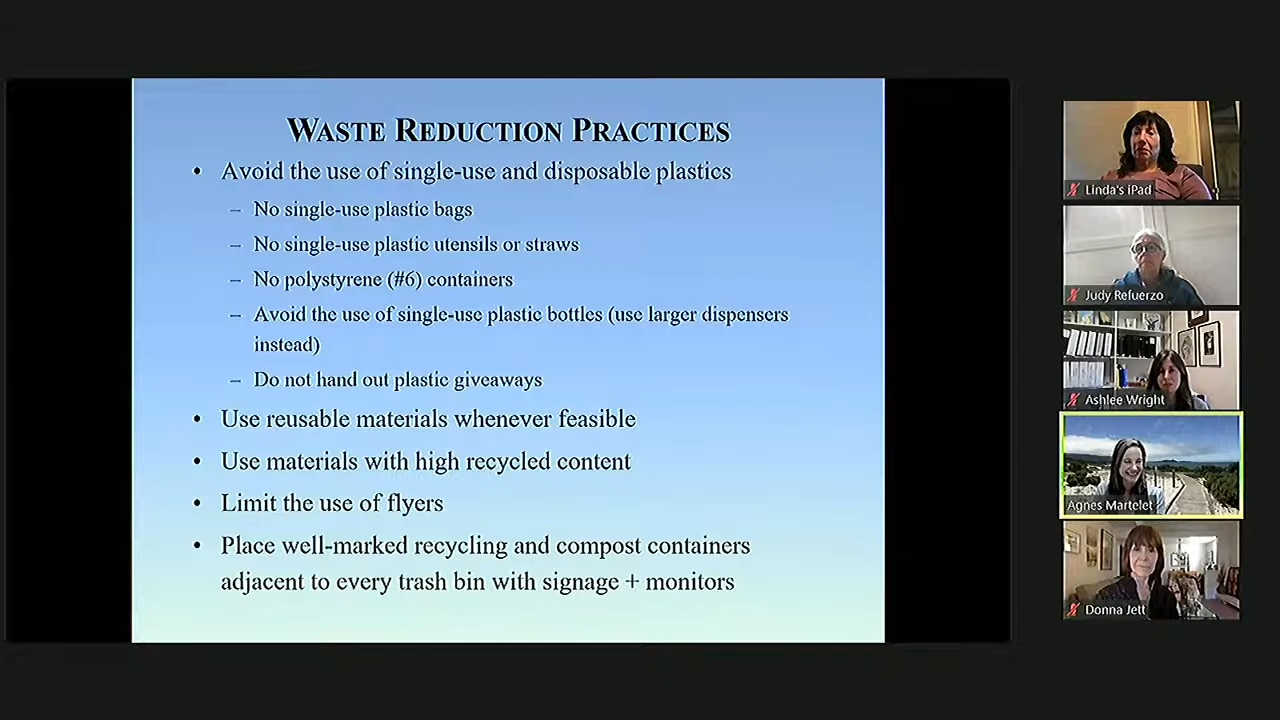 WASTE REDUCTION PRACTICES
• Avoid the use of single-use and disposable plastics
– No single-use plastic bags
– No single-use plastic utensils or straws
– No polystyrene (#6) containers
– Avoid the use of single-use plastic bottles (use larger dispensers
instead)
– Do not hand out plastic giveaways
• Use reusable materials whenever feasible
• Use materials with high recycled content
• Limit the use of flyers
• Place well-marked recycling and compost containers
adjacent to every trash bin with signage + monitors
Linda's iPad
Judy Refuerzo
Ashlee Wright
Agnes Martelet
Donna Jett